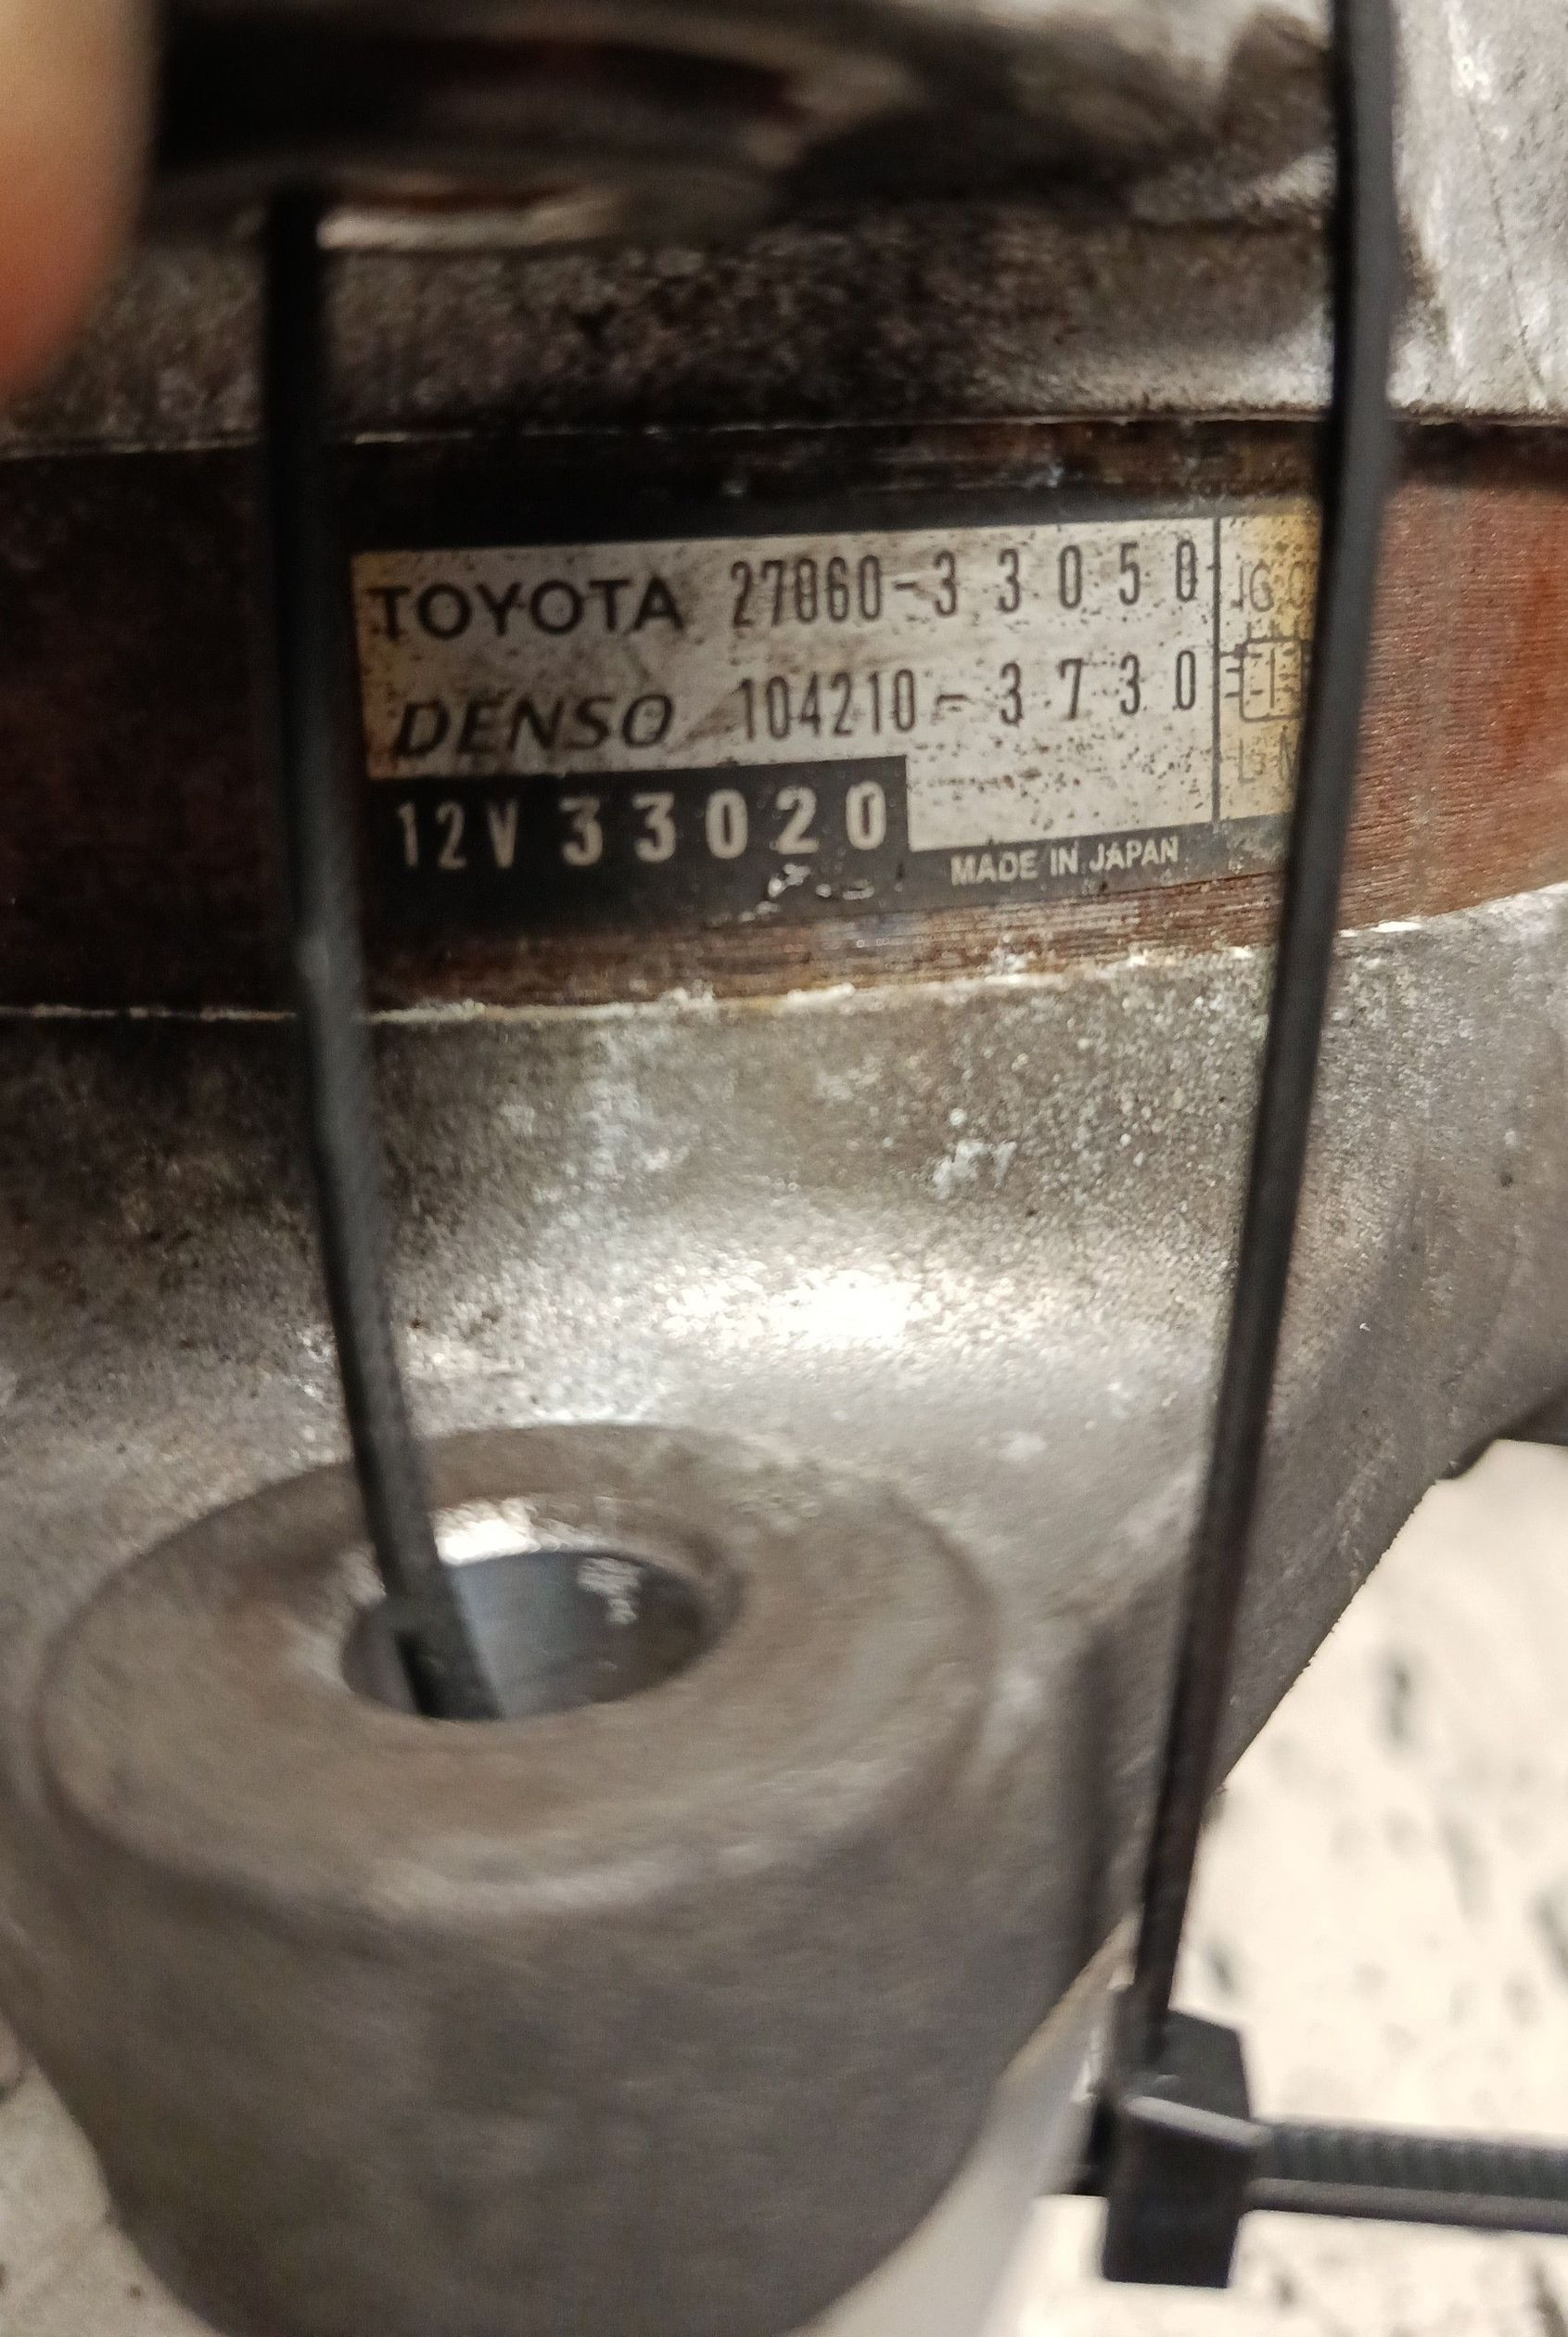 TOYOTA 27060-33050
DENSO 104210-3730
12V 33020
MADE IN JAPAN